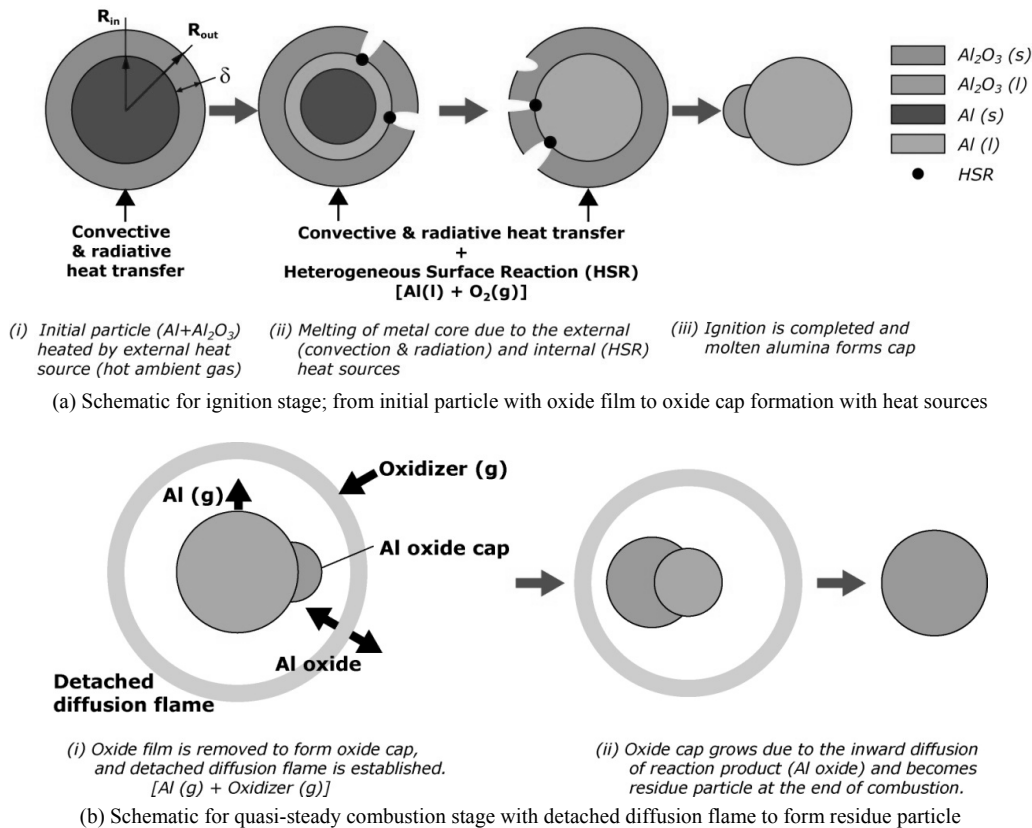 R_in
R_out
δ
Convective
& radiative
heat transfer
Convective & radiative heat transfer
+
Heterogeneous Surface Reaction (HSR)
[Al(l) + O₂(g)]
Al₂O₃ (s)
Al₂O₃ (l)
Al (s)
Al (l)
HSR
(i) Initial particle (Al+Al₂O₃)
heated by external heat
source (hot ambient gas)
(ii) Melting of metal core due to the external
(convection & radiation) and internal (HSR)
heat sources
(iii) Ignition is completed and
molten alumina forms cap
(a) Schematic for ignition stage; from initial particle with oxide film to oxide cap formation with heat sources
Al (g)
Oxidizer (g)
Al oxide cap
Al oxide
Detached
diffusion flame
(i) Oxide film is removed to form oxide cap,
and detached diffusion flame is established.
[Al (g) + Oxidizer (g)]
(ii) Oxide cap grows due to the inward diffusion
of reaction product (Al oxide) and becomes
residue particle at the end of combustion.
(b) Schematic for quasi-steady combustion stage with detached diffusion flame to form residue particle